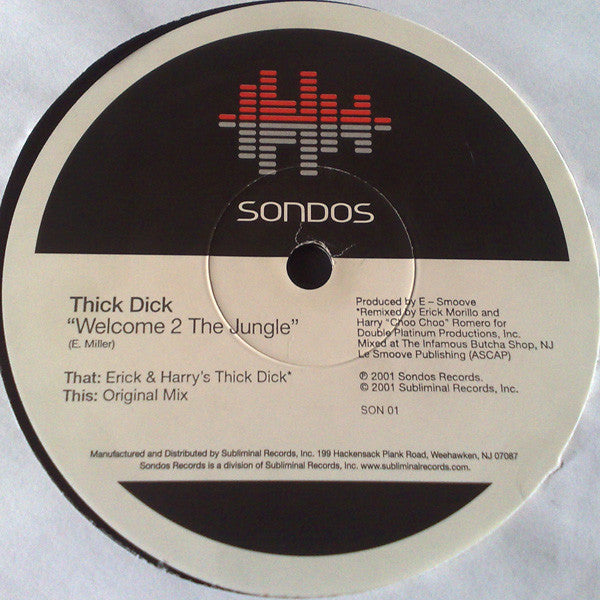 SONDOS
Thick Dick
"Welcome 2 The Jungle"
(E. Miller)
That: Erick & Harry's Thick Dick*
This: Original Mix
Produced by E – Smoove
*Remixed by Erick Morillo and
Harry "Choo Choo" Romero for
Double Platinum Productions, Inc.
Mixed at The Infamous Butcha Shop, NJ
Le Smoove Publishing (ASCAP)
℗ 2001 Sondos Records.
© 2001 Subliminal Records, Inc.
SON 01
Manufactured and Distributed by Subliminal Records, Inc. 199 Hackensack Plank Road, Weehawken, NJ 07087
Sondos Records is a division of Subliminal Records, Inc. www.subliminalrecords.com.